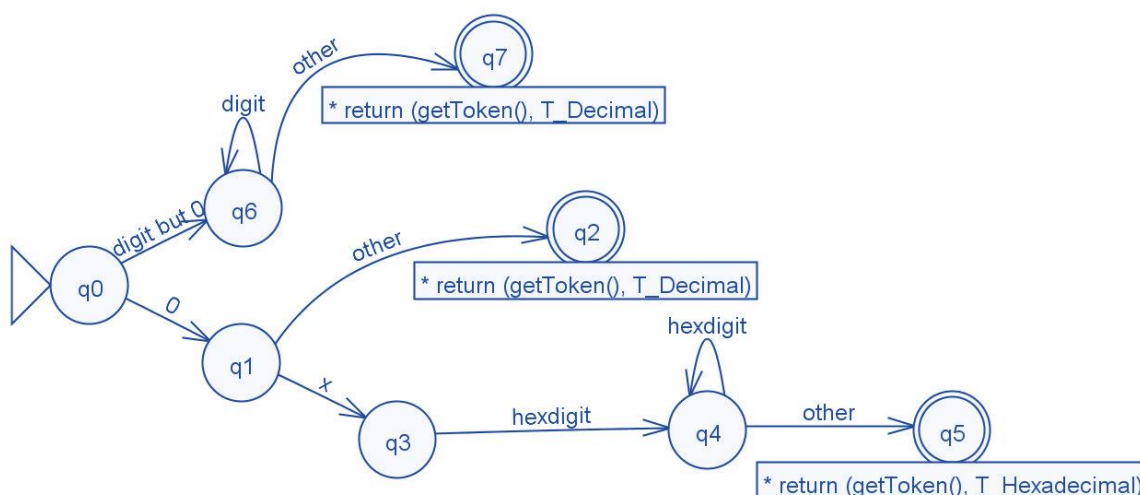 other
q7
* return (getToken(), T_Decimal)
digit
q6
digit but 0
q0
other
q2
* return (getToken(), T_Decimal)
0
q1
x
q3
hexdigit
hexdigit
q4
other
q5
* return (getToken(), T_Hexadecimal)